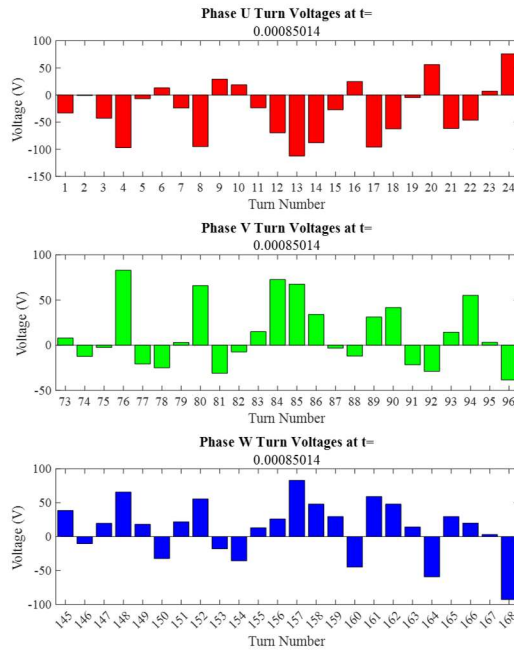 Phase U Turn Voltages at t=
0.00085014
100
50
0
-50
-100
-150
Voltage (V)
1 2 3 4 5 6 7 8 9 10 11 12 13 14 15 16 17 18 19 20 21 22 23 24
Turn Number
Phase V Turn Voltages at t=
0.00085014
100
50
0
-50
Voltage (V)
73 74 75 76 77 78 79 80 81 82 83 84 85 86 87 88 89 90 91 92 93 94 95 96
Turn Number
Phase W Turn Voltages at t=
0.00085014
100
50
0
-50
-100
Voltage (V)
145 146 147 148 149 150 151 152 153 154 155 156 157 158 159 160 161 162 163 164 165 166 167 168
Turn Number